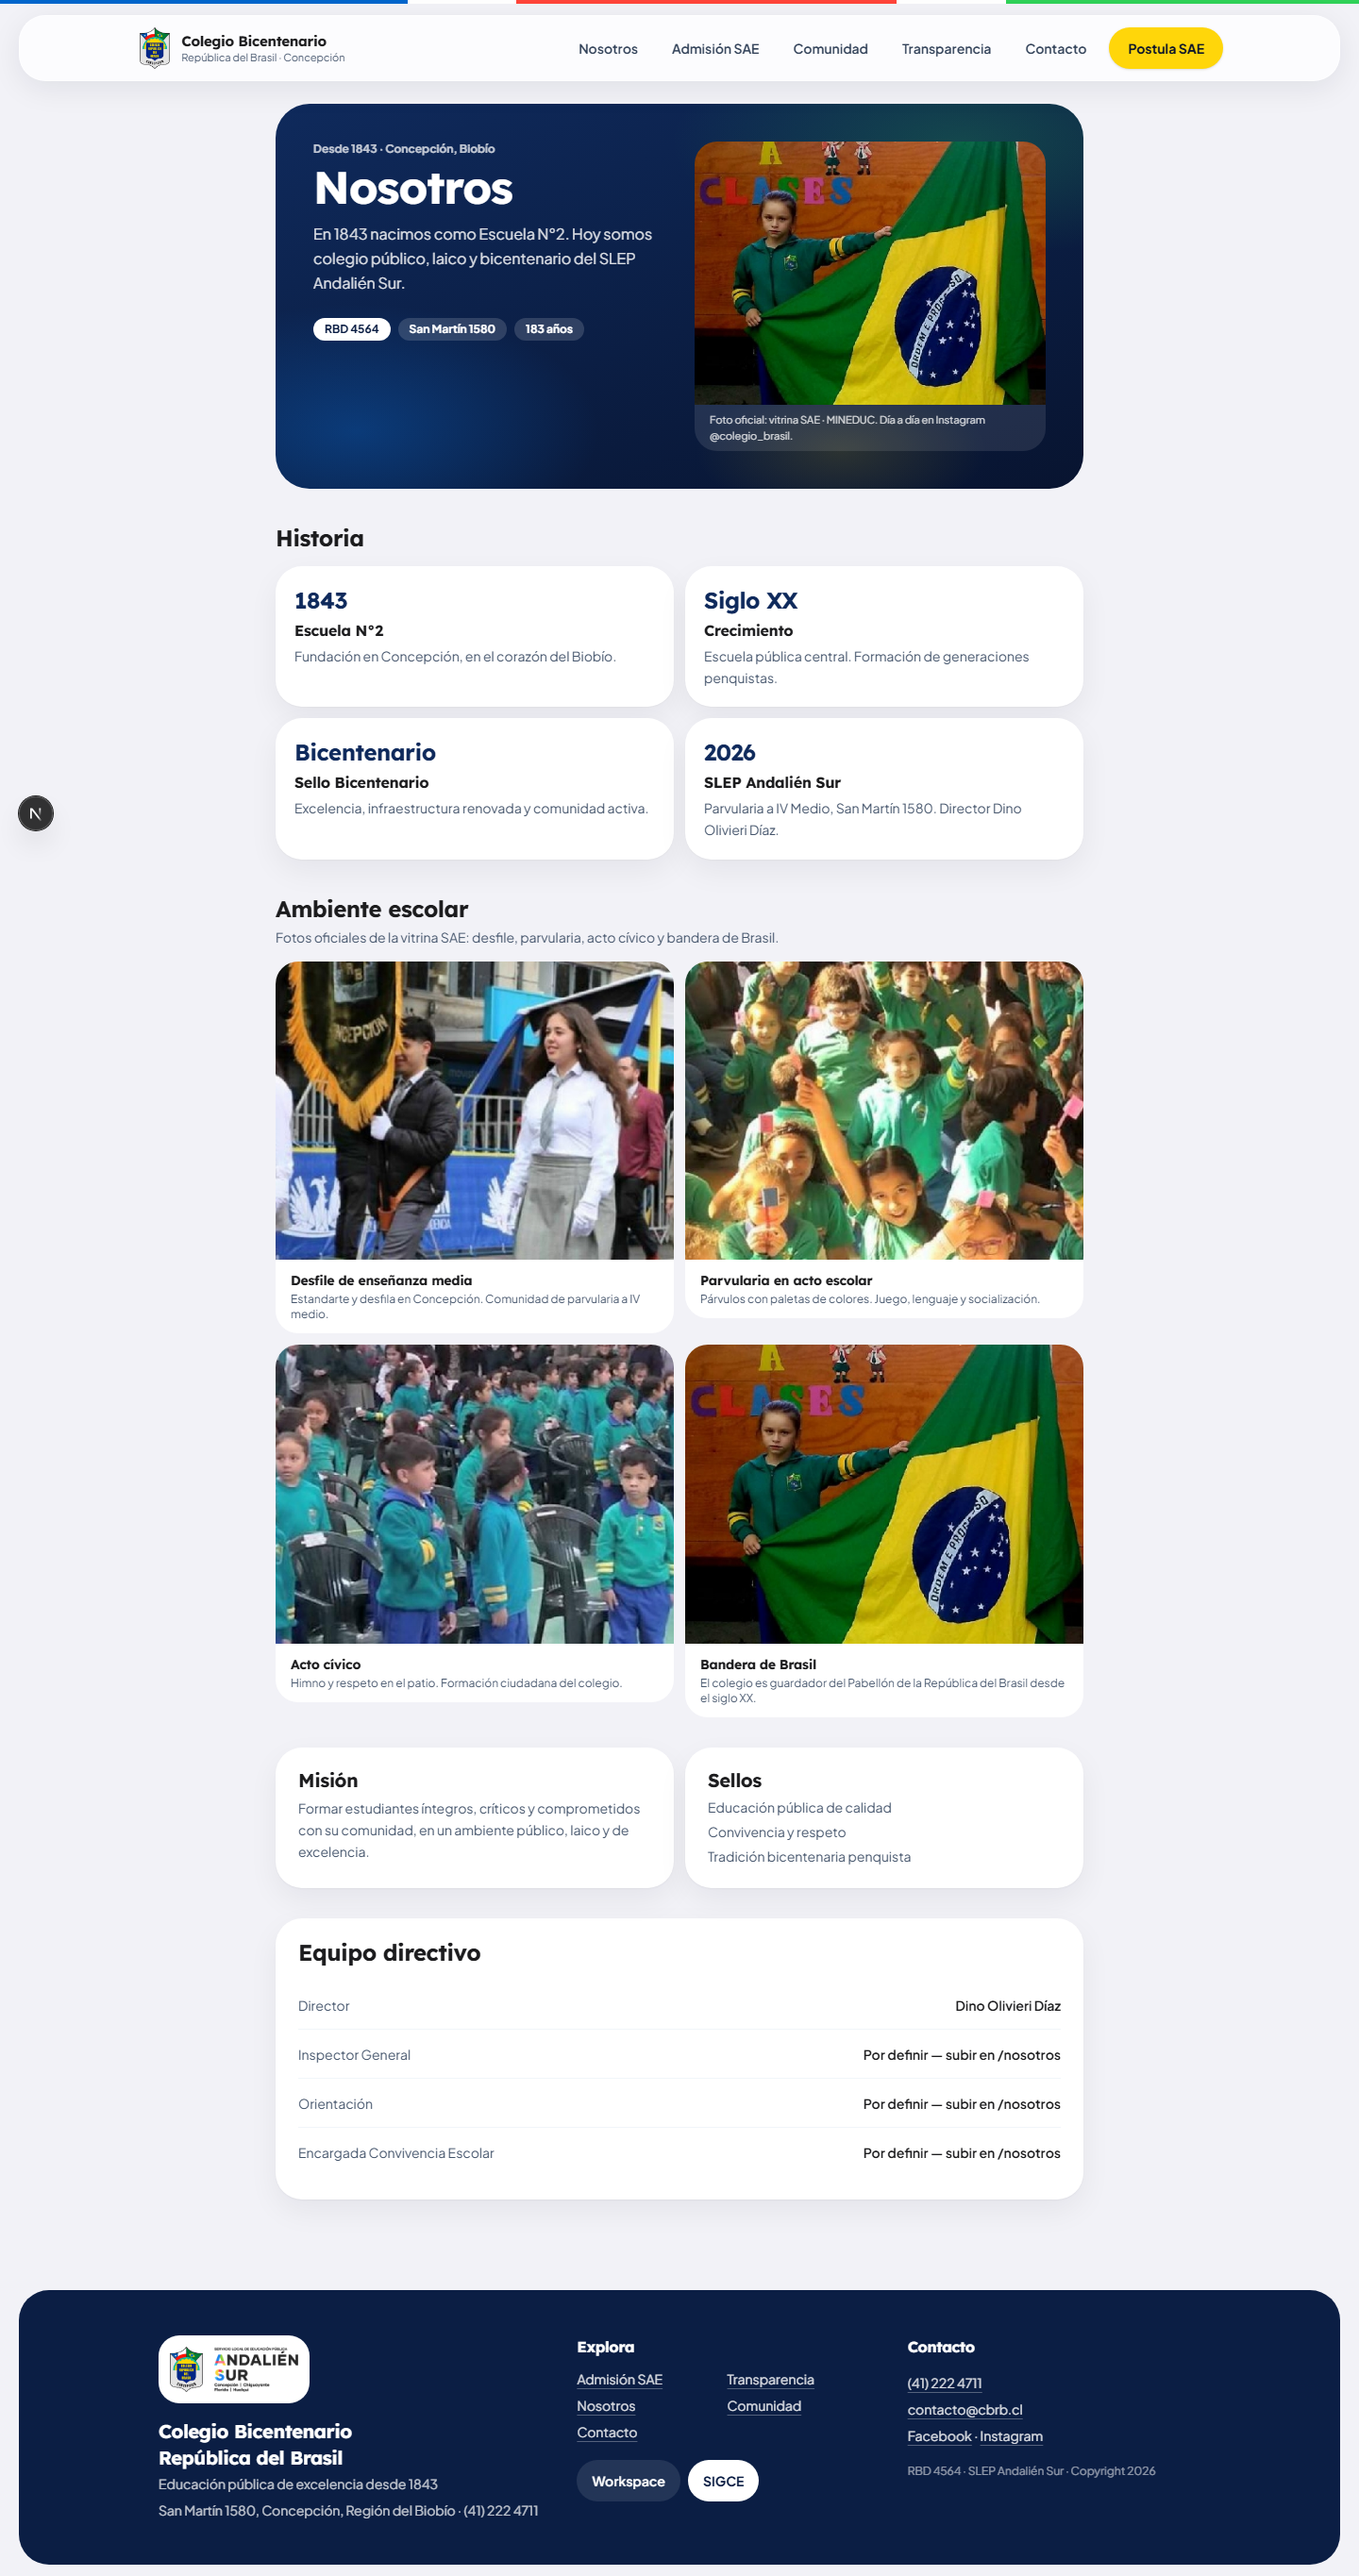 Colegio Bicentenario
República del Brasil · Concepción
Nosotros
Admisión SAE
Comunidad
Transparencia
Contacto
Postula SAE
Desde 1843 · Concepción, Biobío
Nosotros
En 1843 nacimos como Escuela N°2. Hoy somos
colegio público, laico y bicentenario del SLEP
Andalién Sur.
RBD 4564
San Martín 1580
183 años
A
CLASES
ORDEM E PROGRESSO
Foto oficial: vitrina SAE · MINEDUC. Día a día en Instagram
@colegio_brasil.
Historia
1843
Escuela N°2
Fundación en Concepción, en el corazón del Biobío.
Siglo XX
Crecimiento
Escuela pública central. Formación de generaciones
penquistas.
Bicentenario
Sello Bicentenario
Excelencia, infraestructura renovada y comunidad activa.
2026
SLEP Andalién Sur
Parvularia a IV Medio, San Martín 1580. Director Dino
Olivieri Díaz.
N
Ambiente escolar
Fotos oficiales de la vitrina SAE: desfile, parvularia, acto cívico y bandera de Brasil.
NCEPCION
Desfile de enseñanza media
Estandarte y desfila en Concepción. Comunidad de parvularia a IV
medio.
Parvularia en acto escolar
Párvulos con paletas de colores. Juego, lenguaje y socialización.
A
CLASES
Acto cívico
Himno y respeto en el patio. Formación ciudadana del colegio.
Bandera de Brasil
El colegio es guardador del Pabellón de la República del Brasil desde
el siglo XX.
Misión
Formar estudiantes íntegros, críticos y comprometidos
con su comunidad, en un ambiente público, laico y de
excelencia.
Sellos
Educación pública de calidad
Convivencia y respeto
Tradición bicentenaria penquista
Equipo directivo
Director
Dino Olivieri Díaz
Inspector General
Por definir — subir en /nosotros
Orientación
Por definir — subir en /nosotros
Encargada Convivencia Escolar
Por definir — subir en /nosotros
SERVICIO LOCAL DE EDUCACIÓN PÚBLICA
ANDALIÉN
SUR
Concepción | Chiguayante
Florida | Hualqui
Colegio Bicentenario
República del Brasil
Educación pública de excelencia desde 1843
San Martín 1580, Concepción, Región del Biobío · (41) 222 4711
Explora
Admisión SAE
Transparencia
Nosotros
Comunidad
Contacto
Workspace
SIGCE
Contacto
(41) 222 4711
contacto@cbrb.cl
Facebook · Instagram
RBD 4564 · SLEP Andalién Sur · Copyright 2026